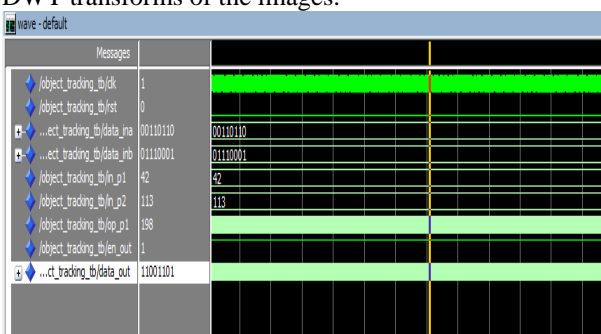 DWT transforms of the images.
wave - default
Messages
/object_tracking_tb/clk 1
/object_tracking_tb/rst 0
...ect_tracking_tb/data_ina 00110110 00110110
...ect_tracking_tb/data_inb 01110001 01110001
/object_tracking_tb/in_p1 42 42
/object_tracking_tb/in_p2 113 113
/object_tracking_tb/op_p1 198
/object_tracking_tb/en_out 1
...ct_tracking_tb/data_out 11001101